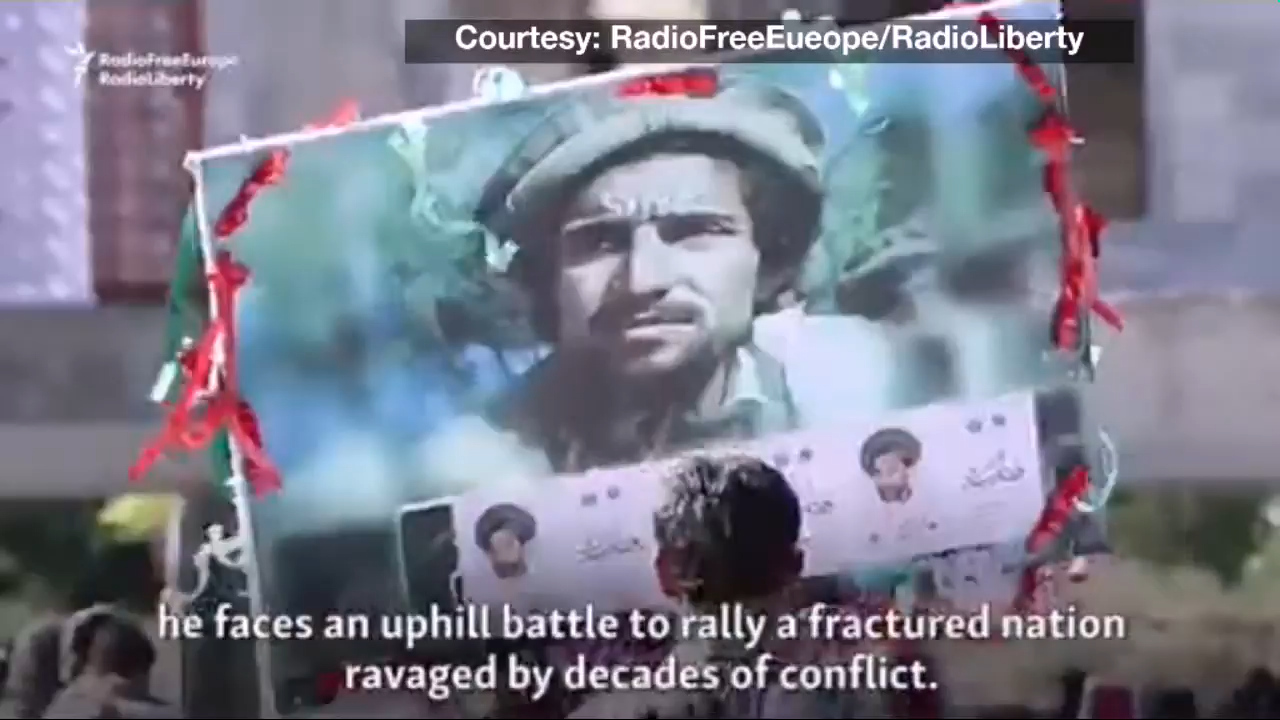 Courtesy: RadioFreeEueope/RadioLiberty
RadioFreeEurope
RadioLiberty
he faces an uphill battle to rally a fractured nation
ravaged by decades of conflict.